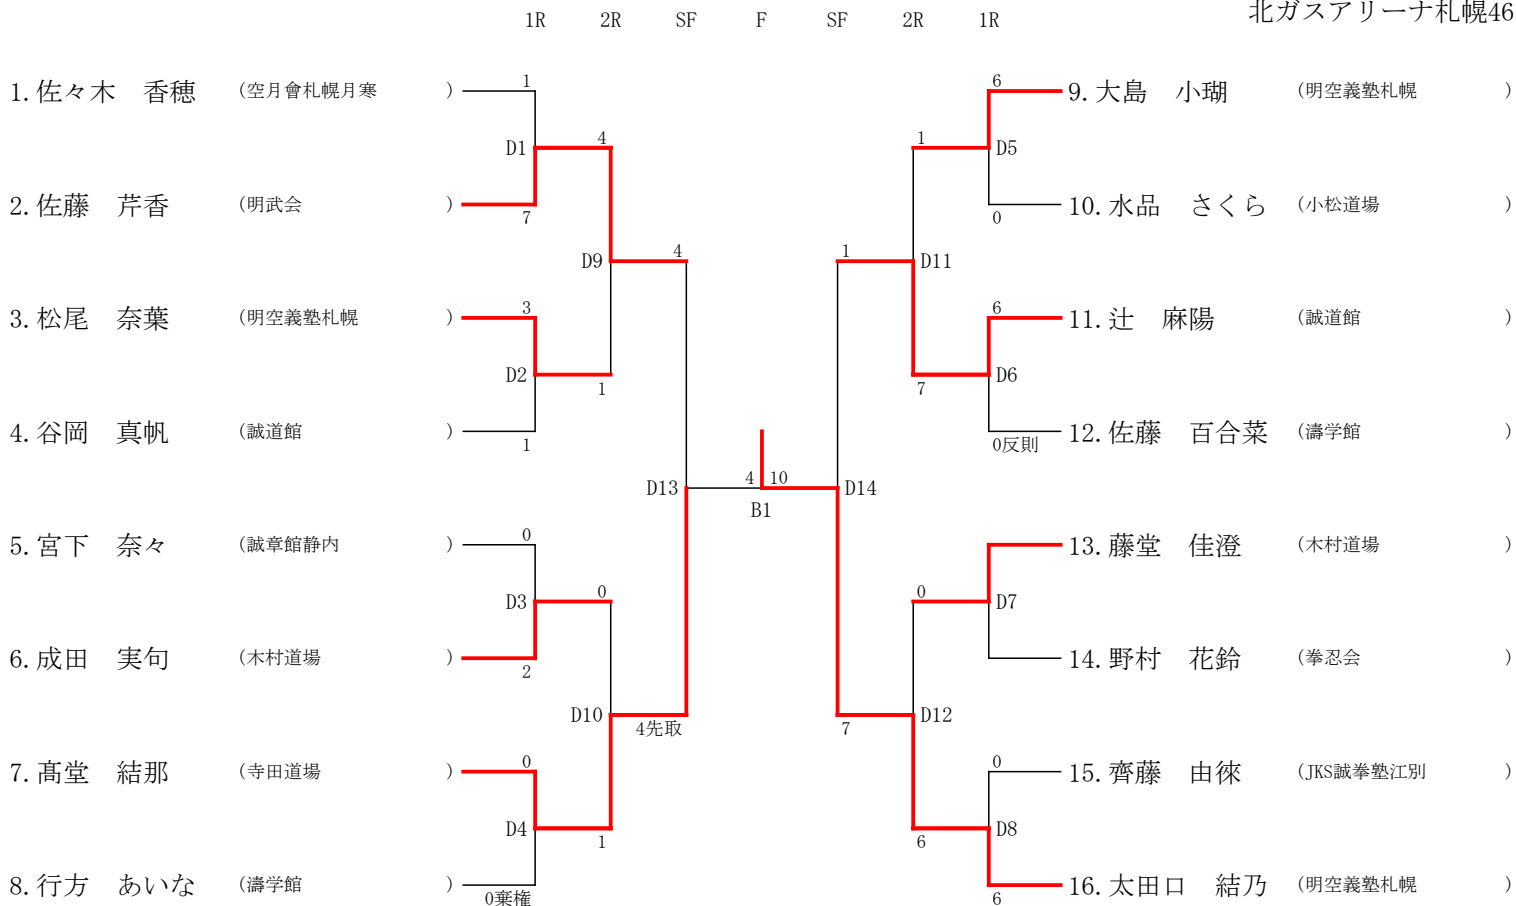 北ガスアリーナ札幌46
1R 2R SF F SF 2R 1R
1.佐々木 香穂 (空月會札幌月寒 ) 1
6 9.大島 小瑚 (明空義塾札幌 )
D1 4
1 D5
2.佐藤 芹香 (明武会 ) 7
0 10.水品 さくら (小松道場 )
D9 4
1 D11
3.松尾 奈葉 (明空義塾札幌 ) 3
6 11.辻 麻陽 (誠道館 )
D2 1
7 D6
4.谷岡 真帆 (誠道館 ) 1
0反則 12.佐藤 百合菜 (濤学館 )
D13 4 10 D14
B1
5.宮下 奈々 (誠章館静内 ) 0
13.藤堂 佳澄 (木村道場 )
D3 0
0 D7
6.成田 実句 (木村道場 ) 2
14.野村 花鈴 (拳忍会 )
D10 4先取
7 D12
7.髙堂 結那 (寺田道場 ) 0
0 15.齊藤 由徠 (JKS誠拳塾江別 )
D4 1
6 D8
8.行方 あいな (濤学館 ) 0棄権
6 16.太田口 結乃 (明空義塾札幌 )